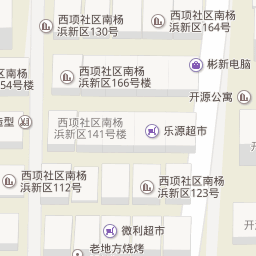 西项社区南杨
浜新区130号
西项社区南杨
浜新区164号
彬新电脑
西项社区南杨
浜新区166号楼
54号楼
开源公寓
造型
西项社区南杨
浜新区141号楼
乐源超市
西项社区南杨
浜新区112号
西项社区南杨
浜新区123号
微利超市
老地方烧烤